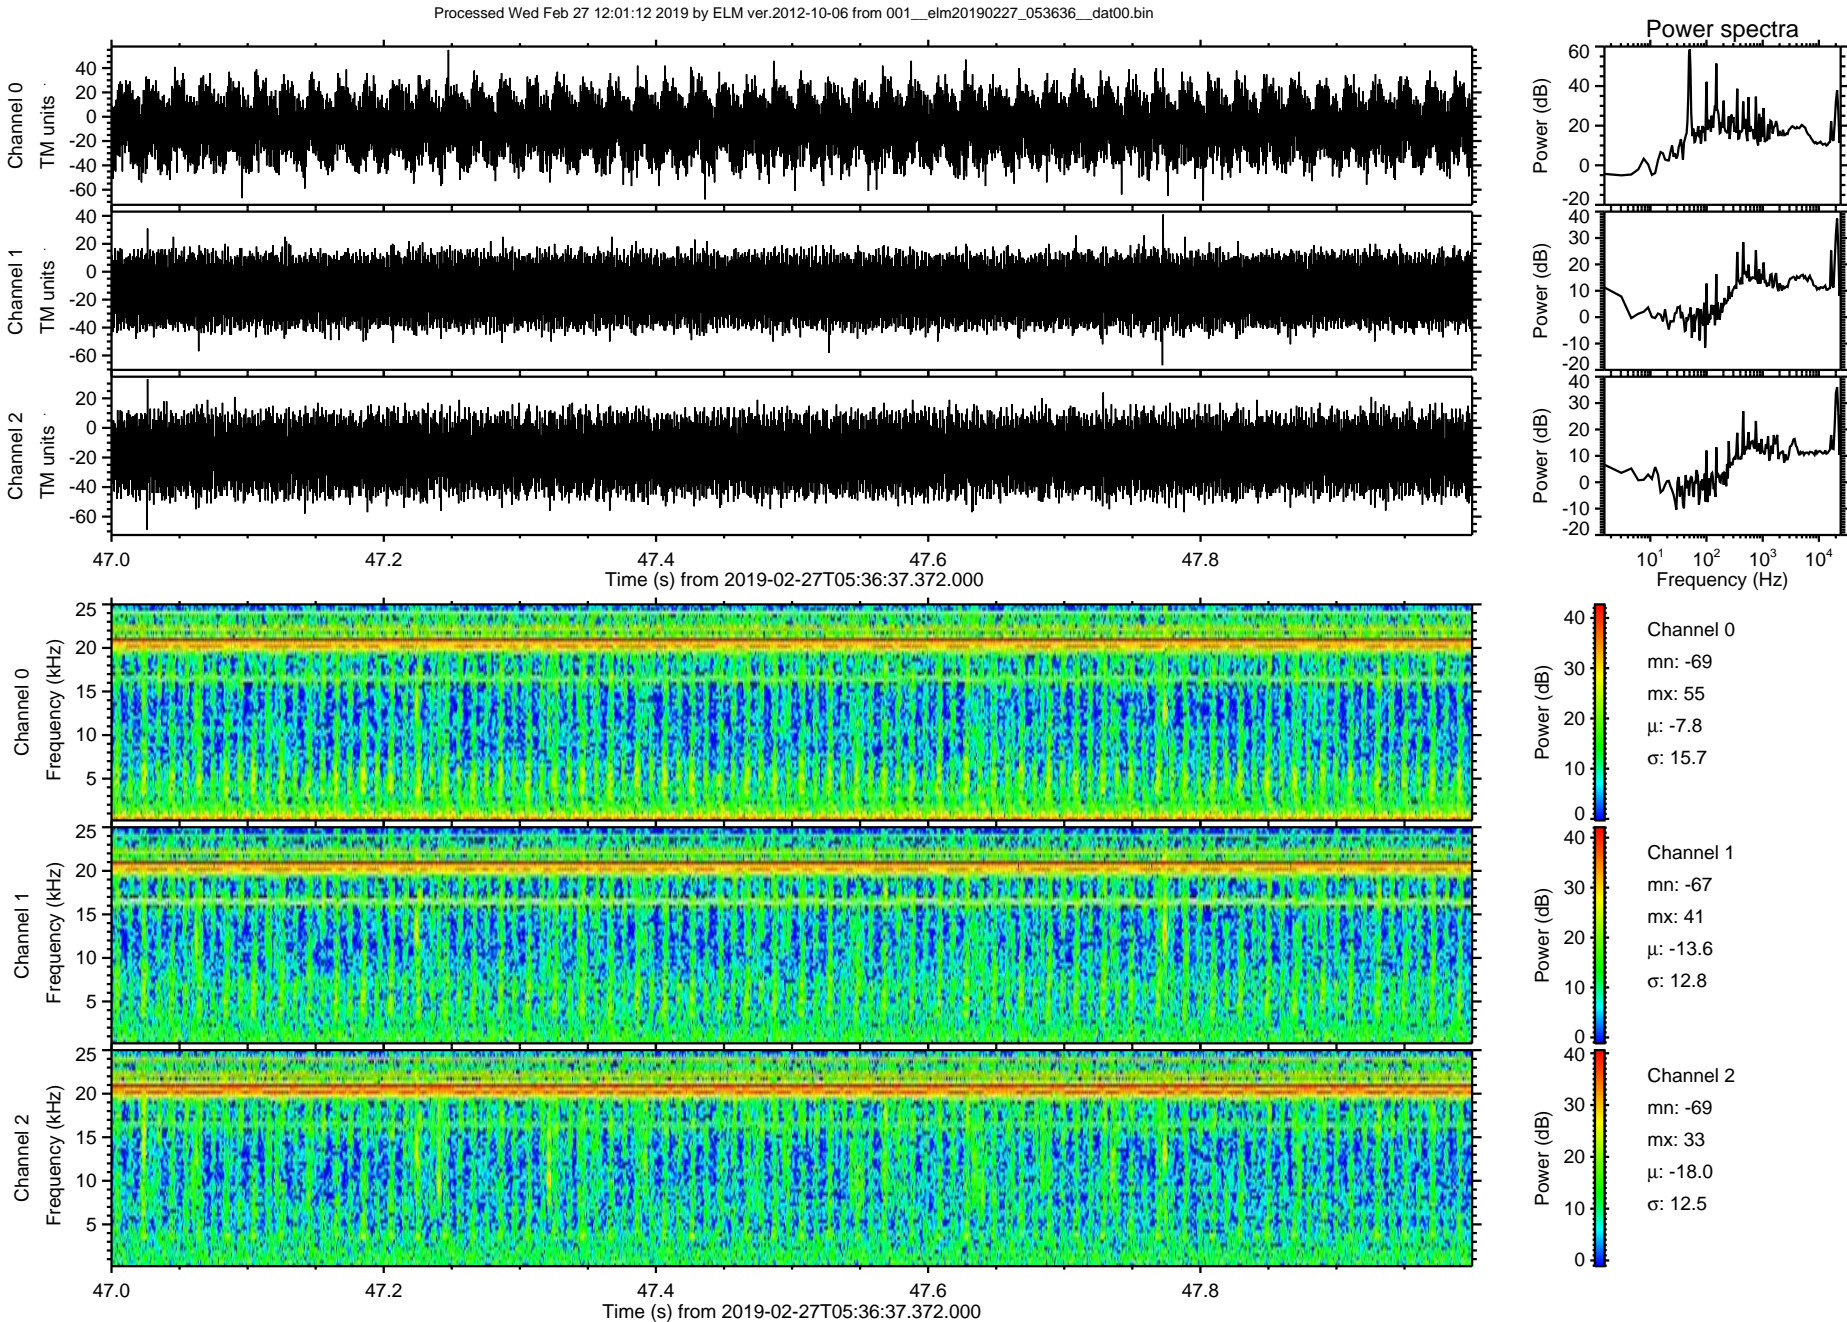 Processed Wed Feb 27 12:01:12 2019 by ELM ver.2012-10-06 from 001__elm20190227_053636__dat00.bin
Power spectra
Channel 0
TM units
40
20
0
-20
-40
-60
Power (dB)
60
40
20
0
-20
Channel 1
TM units
40
20
0
-20
-40
-60
Power (dB)
40
30
20
10
0
-10
-20
Channel 2
TM units
20
0
-20
-40
-60
Power (dB)
40
30
20
10
0
-10
-20
47.0 47.2 47.4 47.6 47.8
Time (s) from 2019-02-27T05:36:37.372.000
10^1 10^2 10^3 10^4
Frequency (Hz)
Channel 0
Frequency (kHz)
25
20
15
10
5
Power (dB)
40
30
20
10
0
Channel 0
mn: -69
mx: 55
μ: -7.8
σ: 15.7
Channel 1
Frequency (kHz)
25
20
15
10
5
Power (dB)
40
30
20
10
0
Channel 1
mn: -67
mx: 41
μ: -13.6
σ: 12.8
Channel 2
Frequency (kHz)
25
20
15
10
5
Power (dB)
40
30
20
10
0
Channel 2
mn: -69
mx: 33
μ: -18.0
σ: 12.5
47.0 47.2 47.4 47.6 47.8
Time (s) from 2019-02-27T05:36:37.372.000